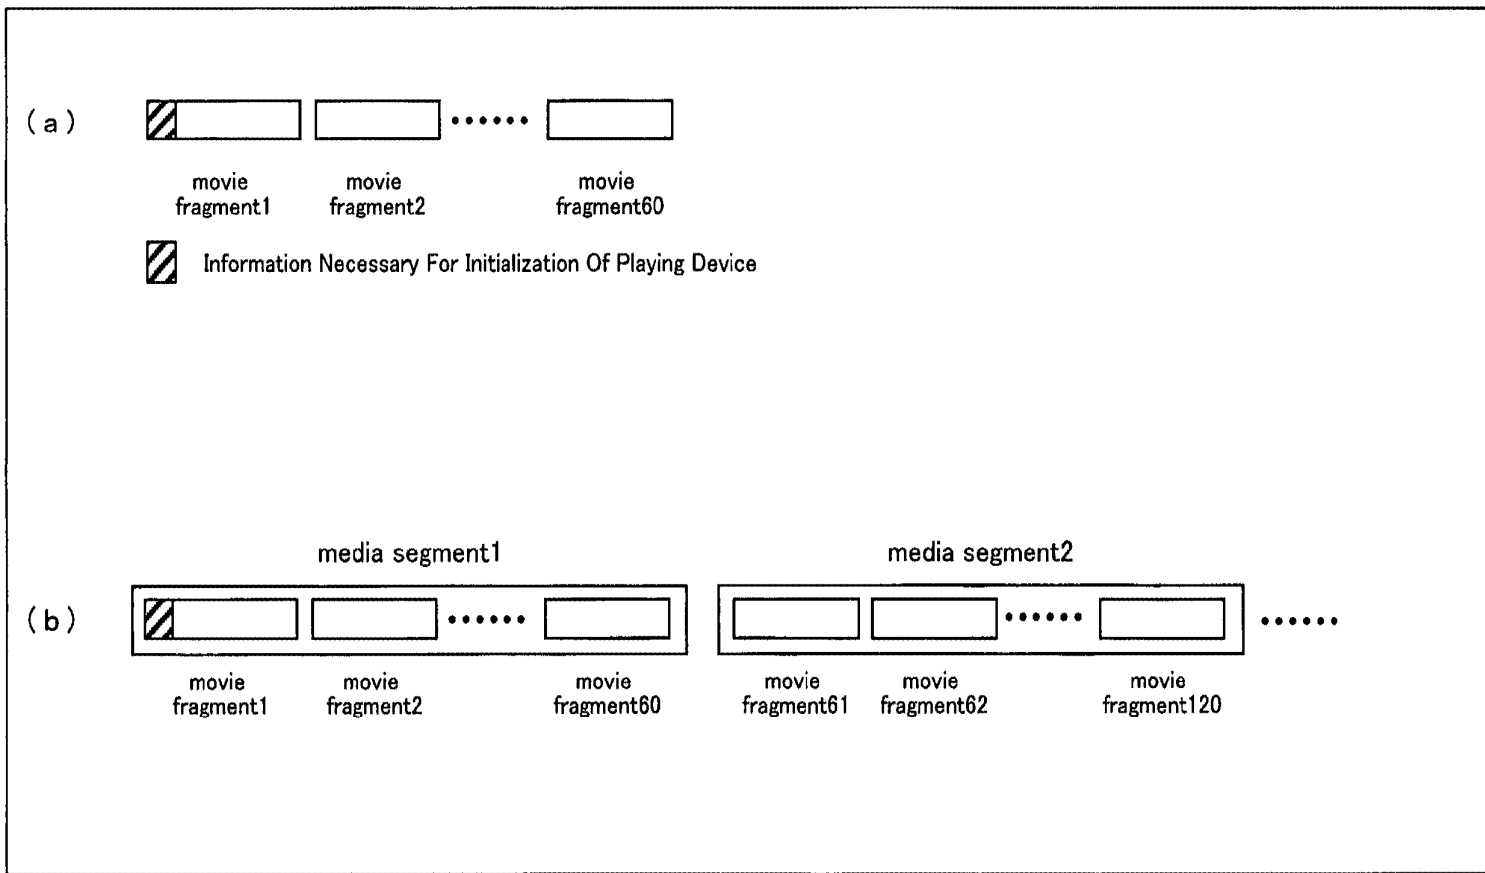 (a)
movie movie movie
fragment1 fragment2 fragment60
Information Necessary For Initialization Of Playing Device
media segment1 media segment2
(b)
movie movie movie movie movie movie
fragment1 fragment2 fragment60 fragment61 fragment62 fragment120